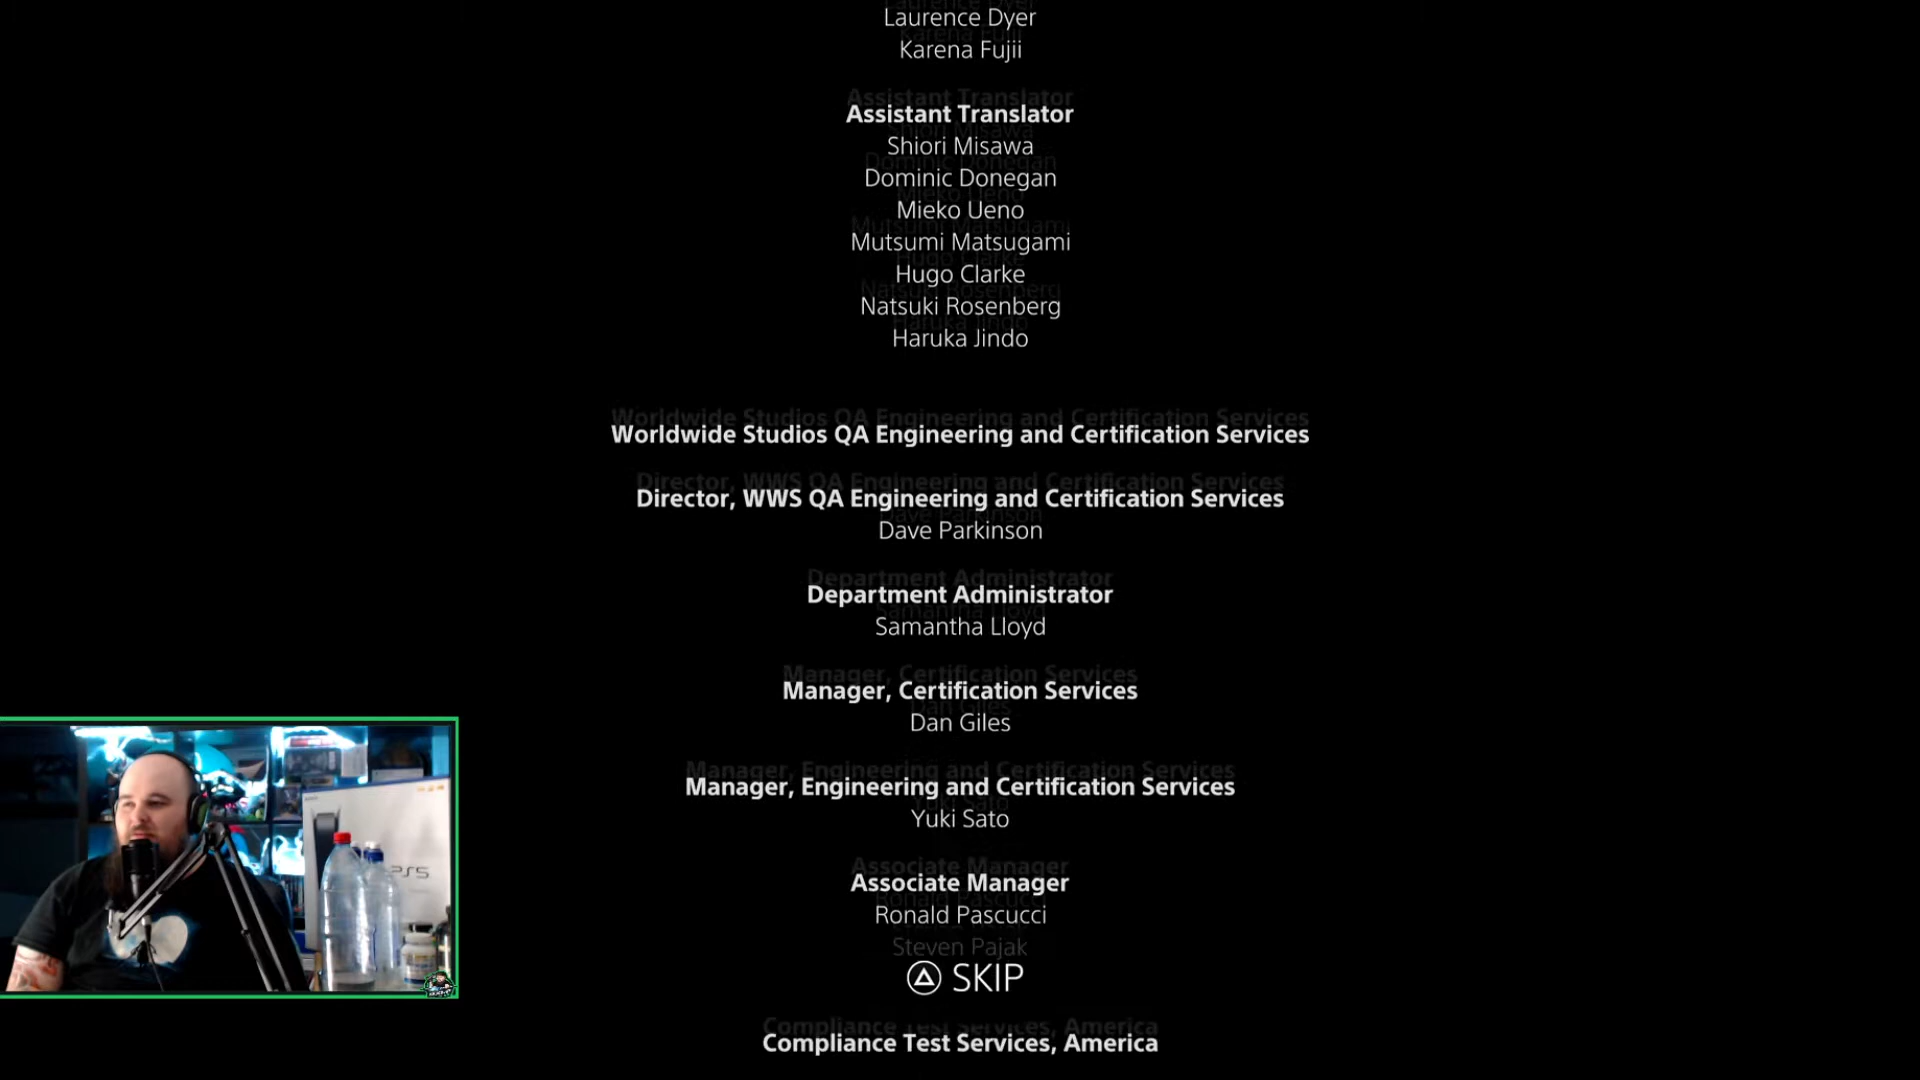 Laurence Dyer
Karena Fujii
Assistant Translator
Shiori Misawa
Dominic Donegan
Mieko Ueno
Mutsumi Matsugami
Hugo Clarke
Natsuki Rosenberg
Haruka Jindo
Worldwide Studios QA Engineering and Certification Services
Director, WWS QA Engineering and Certification Services
Dave Parkinson
Department Administrator
Samantha Lloyd
Manager, Certification Services
Dan Giles
Manager, Engineering and Certification Services
Yuki Sato
Associate Manager
Ronald Pascucci
Steven Pajak
SKIP
Compliance Test Services, America
PS5